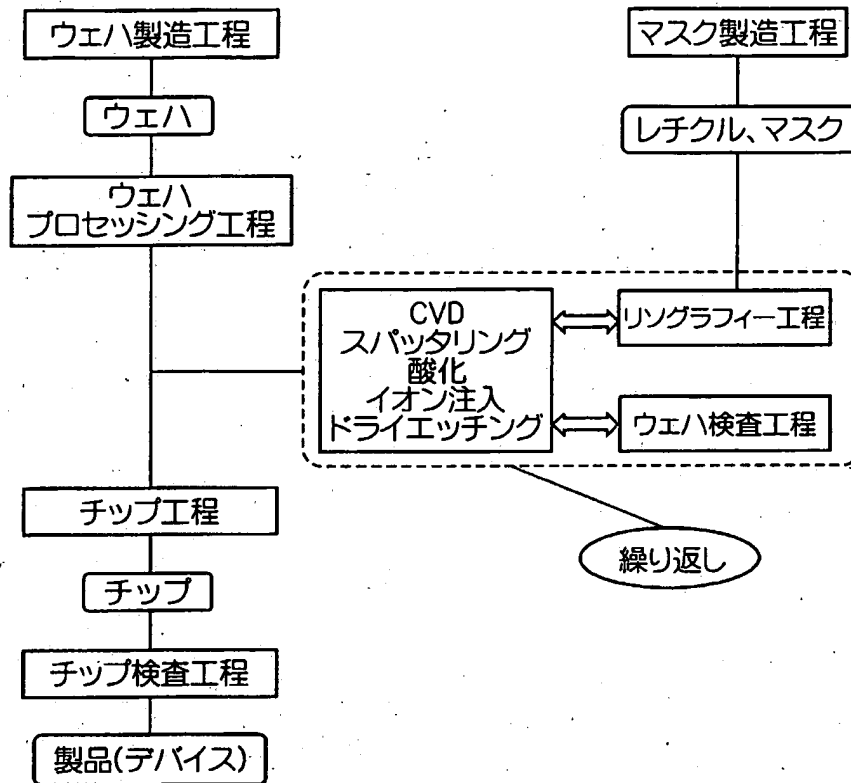 ウェハ製造工程
マスク製造工程
ウェハ
レチクル、マスク
ウェハ
プロセッシング工程
CVD
スパッタリング
酸化
イオン注入
ドライエッチング
リソグラフィー工程
ウェハ検査工程
チップ工程
繰り返し
チップ
チップ検査工程
製品(デバイス)